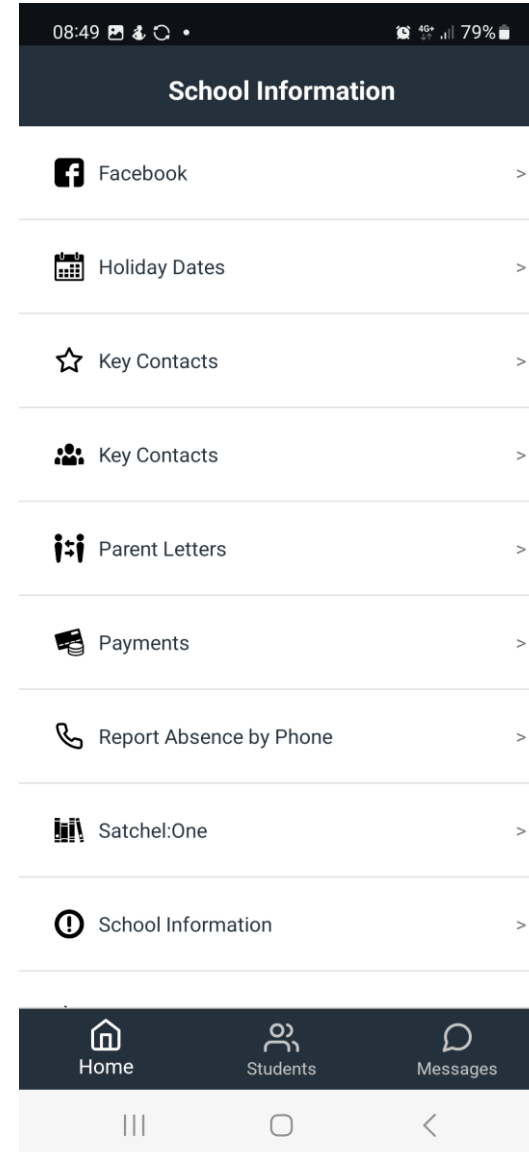 08:49 4G+ 79%
School Information
Facebook >
Holiday Dates >
Key Contacts >
Key Contacts >
Parent Letters >
Payments >
Report Absence by Phone >
Satchel:One >
School Information >
Home Students Messages